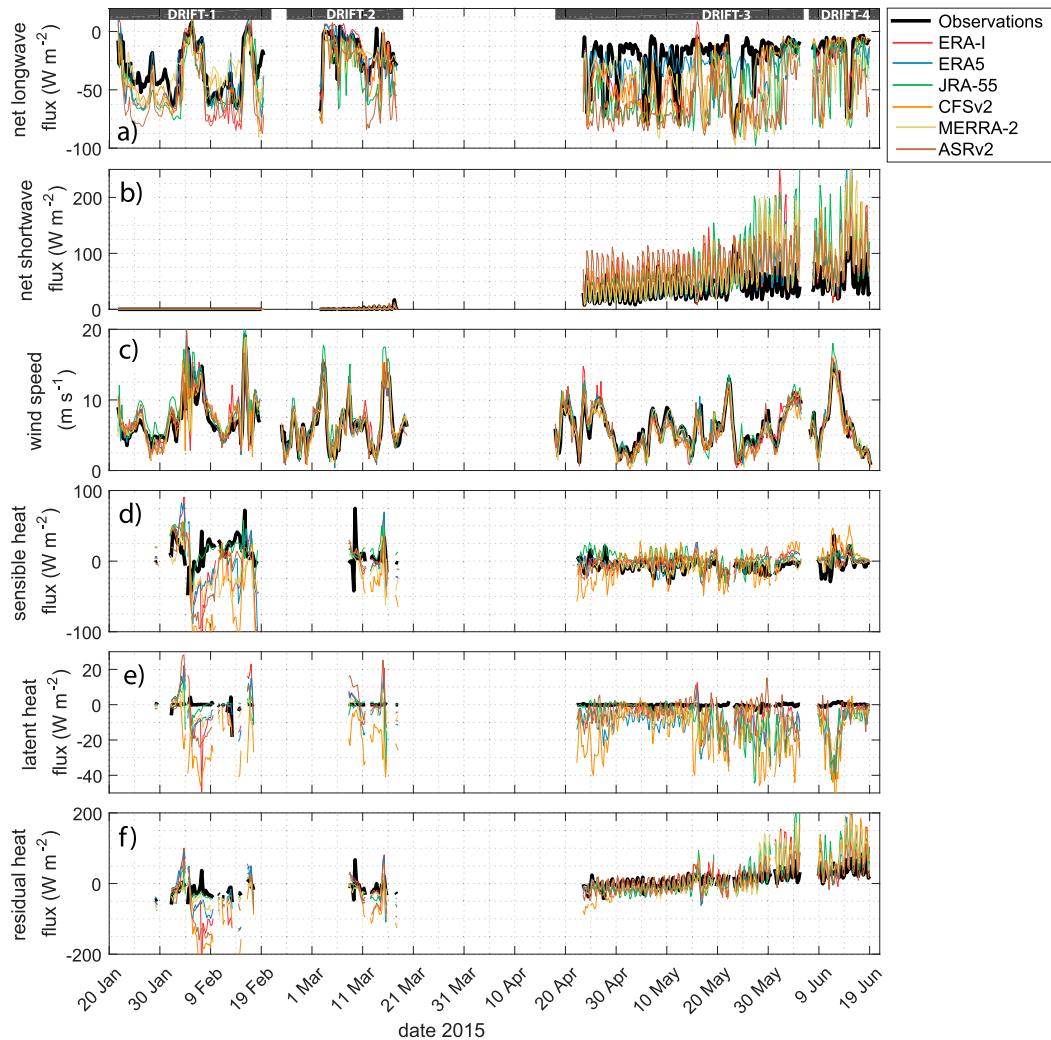 DRIFT-1 DRIFT-2 DRIFT-3 DRIFT-4
net longwave
flux (W m-2)
0
-50
-100
a)
Observations
ERA-I
ERA5
JRA-55
CFSv2
MERRA-2
ASRv2
net shortwave
flux (W m-2)
200
100
0
b)
wind speed
(m s-1)
20
10
0
c)
sensible heat
flux (W m-2)
100
0
-100
d)
latent heat
flux (W m-2)
20
0
-20
-40
e)
residual heat
flux (W m-2)
200
0
-200
f)
20 Jan 30 Jan 9 Feb 19 Feb 1 Mar 11 Mar 21 Mar 31 Mar 10 Apr 20 Apr 30 Apr 10 May 20 May 30 May 9 Jun 19 Jun
date 2015